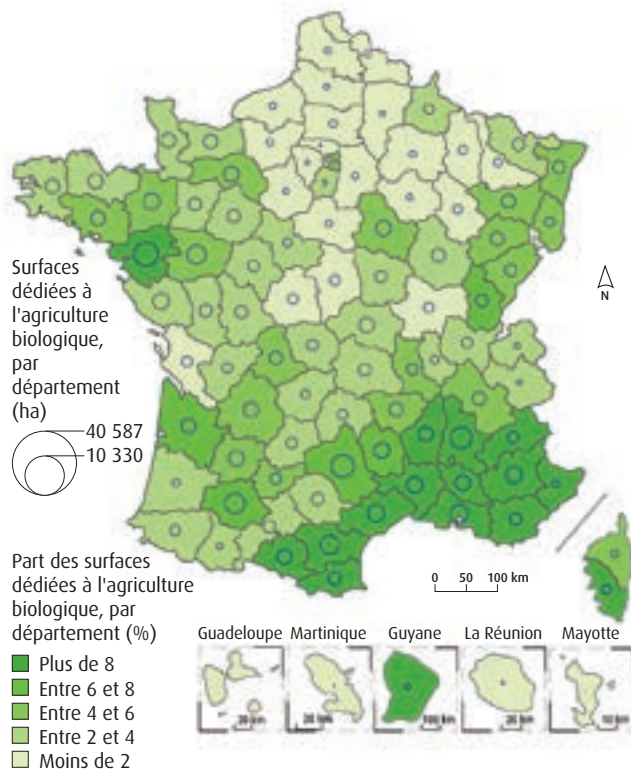 N
Surfaces
dédiées à
l'agriculture
biologique,
par
département
(ha)
40 587
10 330
0 50 100 km
Part des surfaces
dédiées à l'agriculture
biologique, par
département (%)
Plus de 8
Entre 6 et 8
Entre 4 et 6
Entre 2 et 4
Moins de 2
Guadeloupe Martinique Guyane La Réunion Mayotte
20 km 20 km 100 km 20 km 10 km